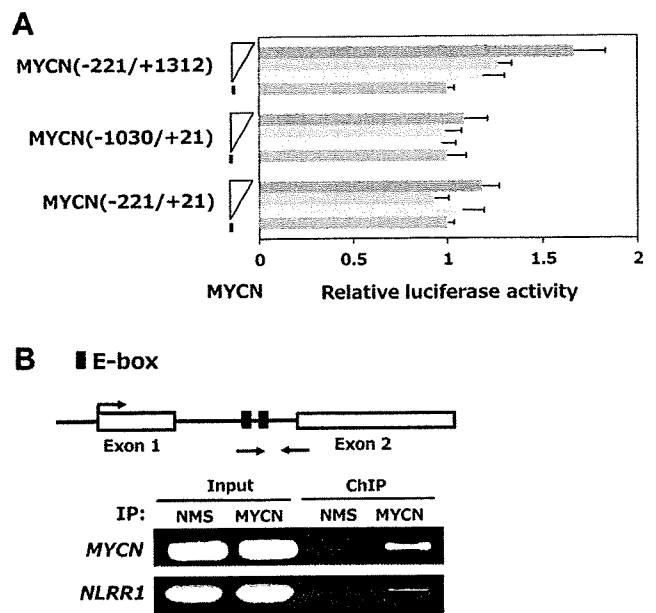 A
MYCN(-221/+1312)
MYCN(-1030/+21)
MYCN(-221/+21)
0 0.5 1 1.5 2
MYCN Relative luciferase activity
B
E-box
Exon 1 Exon 2
Input ChIP
IP: NMS MYCN NMS MYCN
MYCN
NLRR1